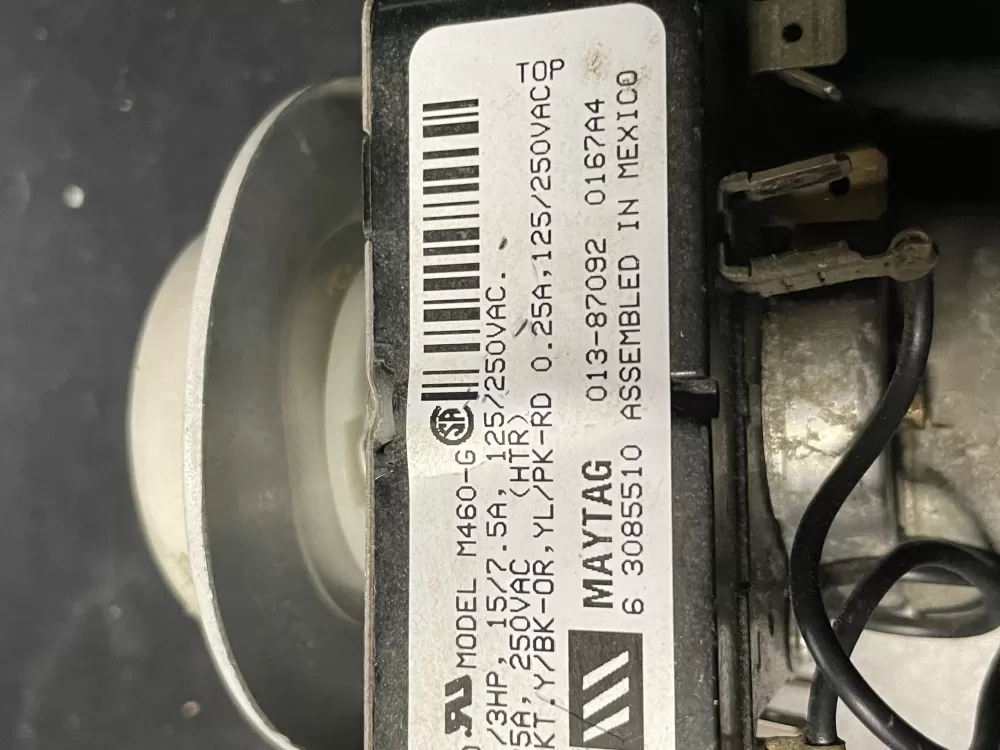 MODEL M460-G
/3HP, 15/7.5A, 125/250VAC.
5A, 250VAC (HTR)
KT.Y/BK-OR,YL/PK-RD 0.25A,125/250VAC TOP
MAYTAG 013-87092 0167A4
6 3085510 ASSEMBLED IN MEXICO